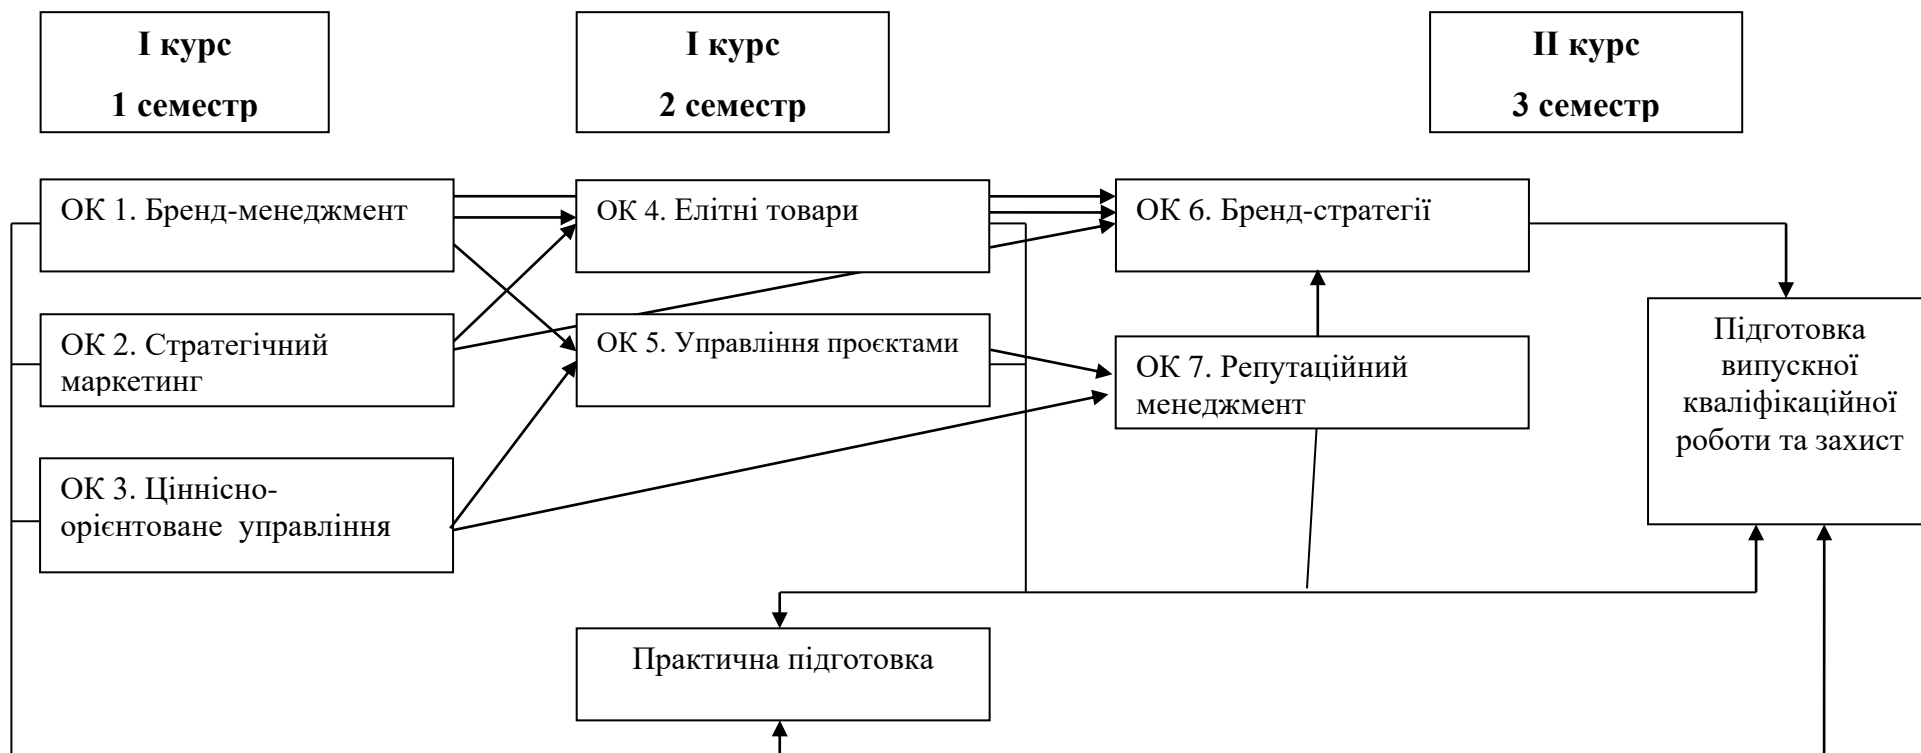 І курс
1 семестр
І курс
2 семестр
ІІ курс
3 семестр
ОК 1. Бренд-менеджмент
ОК 4. Елітні товари
ОК 6. Бренд-стратегії
ОК 2. Стратегічний
маркетинг
ОК 5. Управління проєктами
ОК 7. Репутаційний
менеджмент
Підготовка
випускної
кваліфікаційної
роботи та захист
ОК 3. Ціннісно-
орієнтоване управління
Практична підготовка